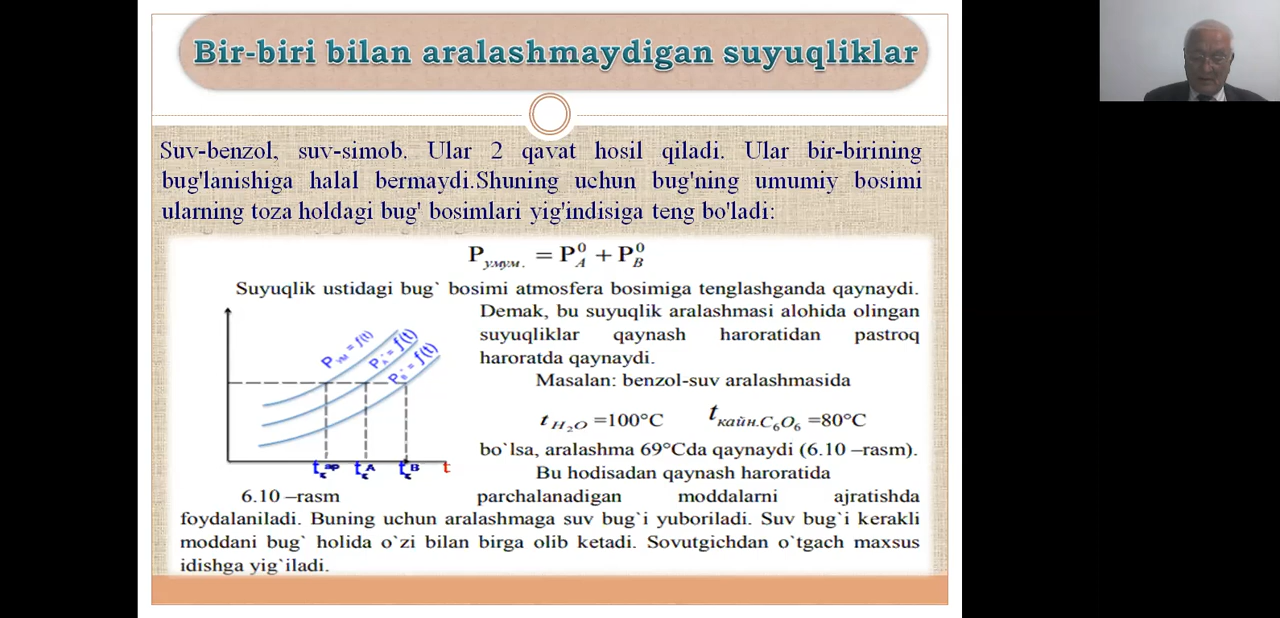 Bir-biri bilan aralashmaydigan suyuqliklar
Suv-benzol, suv-simob. Ular 2 qavat hosil qiladi. Ular bir-birining
bug'lanishiga halal bermaydi.Shuning uchun bug'ning umumiy bosimi
ularning toza holdagi bug' bosimlari yig'indisiga teng bo'ladi:
P умум. = P⁰A + P⁰B
Suyuqlik ustidagi bug` bosimi atmosfera bosimiga tenglashganda qaynaydi.
Demak, bu suyuqlik aralashmasi alohida olingan
suyuqliklar qaynash haroratidan pastroq
haroratda qaynaydi.
Masalan: benzol-suv aralashmasida
t H₂O =100°C t кайн.C₆O₆ =80°C
bo`lsa, aralashma 69°Cda qaynaydi (6.10 –rasm).
Bu hodisadan qaynash haroratida
P УМ = f(t)
P A° = f(t)
P B° = f(t)
t
6.10 –rasm
parchalanadigan moddalarni ajratishda
foydalaniladi. Buning uchun aralashmaga suv bug`i yuboriladi. Suv bug`i kerakli
moddani bug` holida o`zi bilan birga olib ketadi. Sovutgichdan o`tgach maxsus
idishga yig`iladi.